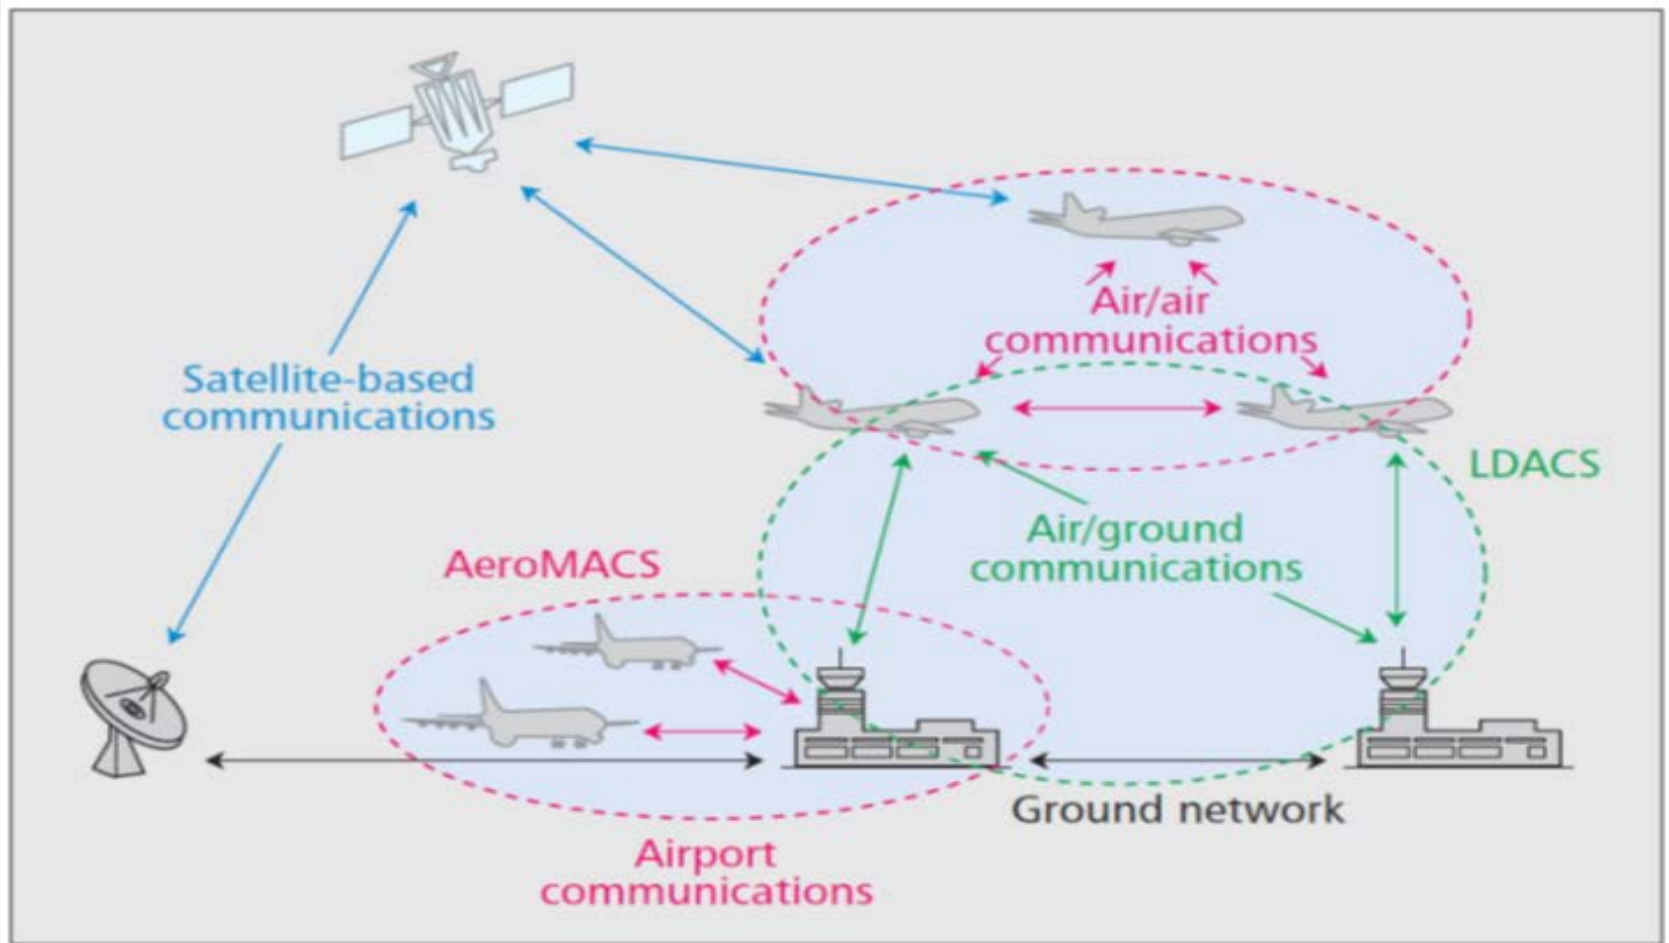 Air/air
communications
Satellite-based
communications
LDACS
Air/ground
communications
AeroMACS
Ground network
Airport
communications